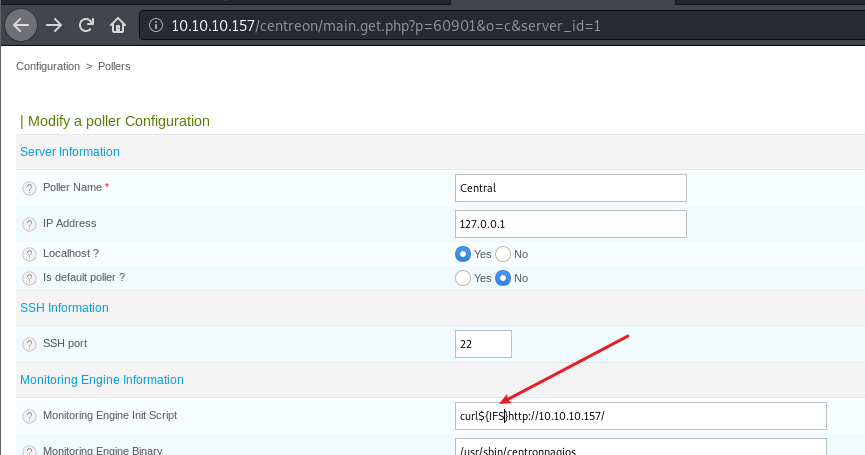 10.10.10.157/centreon/main.get.php?p=60901&o=c&server_id=1
Configuration > Pollers
| Modify a poller Configuration
Server Information
? Poller Name * Central
? IP Address 127.0.0.1
? Localhost ? Yes No
? Is default poller ? Yes No
SSH Information
? SSH port 22
Monitoring Engine Information
? Monitoring Engine Init Script curl${IFS}http://10.10.10.157/
? Monitoring Engine Binary /usr/sbin/centronnagios